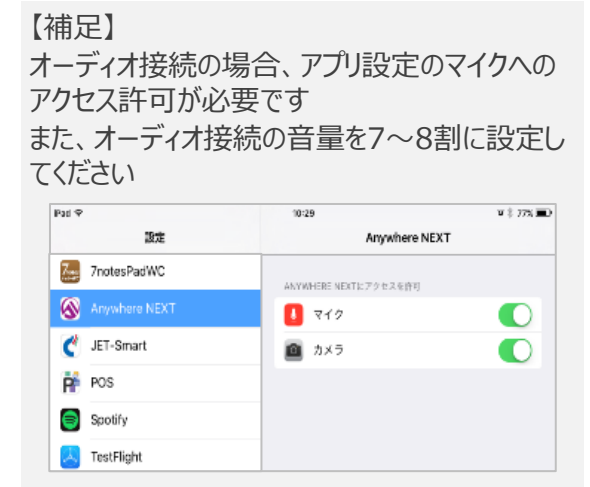 【補足】
オーディオ接続の場合、アプリ設定のマイクへの
アクセス許可が必要です
また、オーディオ接続の音量を7～8割に設定し
てください
iPad 10:29 77%
設定 Anywhere NEXT
7notesPadWC
ANYWHERE NEXTにアクセスを許可
Anywhere NEXT
マイク
JET-Smart
カメラ
POS
Spotify
TestFlight